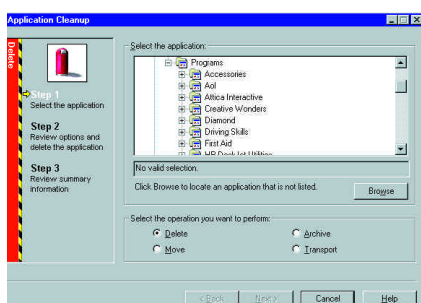 Application Cleanup
Delete
Step 1
Select the application
Step 2
Review options and
delete the application
Step 3
Review summary
information
Select the application:
Programs
Accessories
Aol
Attica Interactive
Creative Wonders
Diamond
Driving Skills
First Aid
HP DeskJet Utilities
No valid selection.
Click Browse to locate an application that is not listed.
Browse
Select the operation you want to perform:
Delete
Archive
Move
Transport
< Back
Next >
Cancel
Help